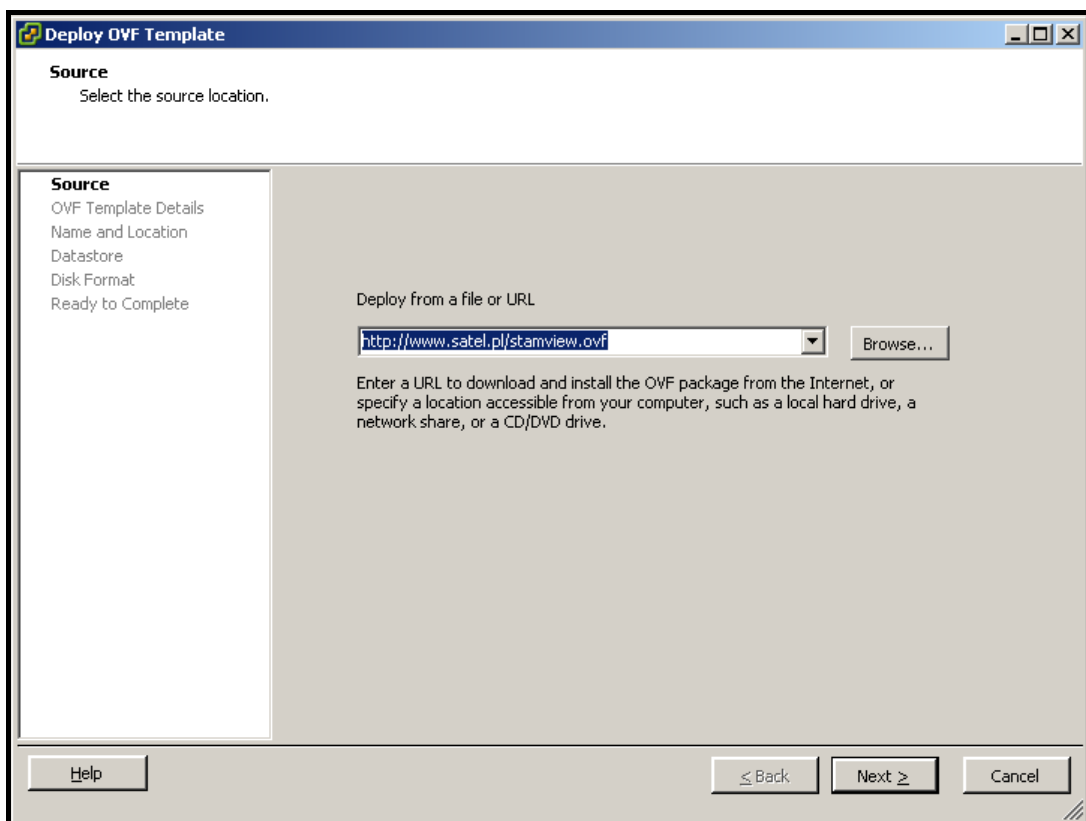 Deploy OVF Template
Source
Select the source location.
Source
OVF Template Details
Name and Location
Datastore
Disk Format
Ready to Complete
Deploy from a file or URL
http://www.satel.pl/stamview.ovf
Browse...
Enter a URL to download and install the OVF package from the Internet, or
specify a location accessible from your computer, such as a local hard drive, a
network share, or a CD/DVD drive.
Help
≤ Back
Next ≥
Cancel